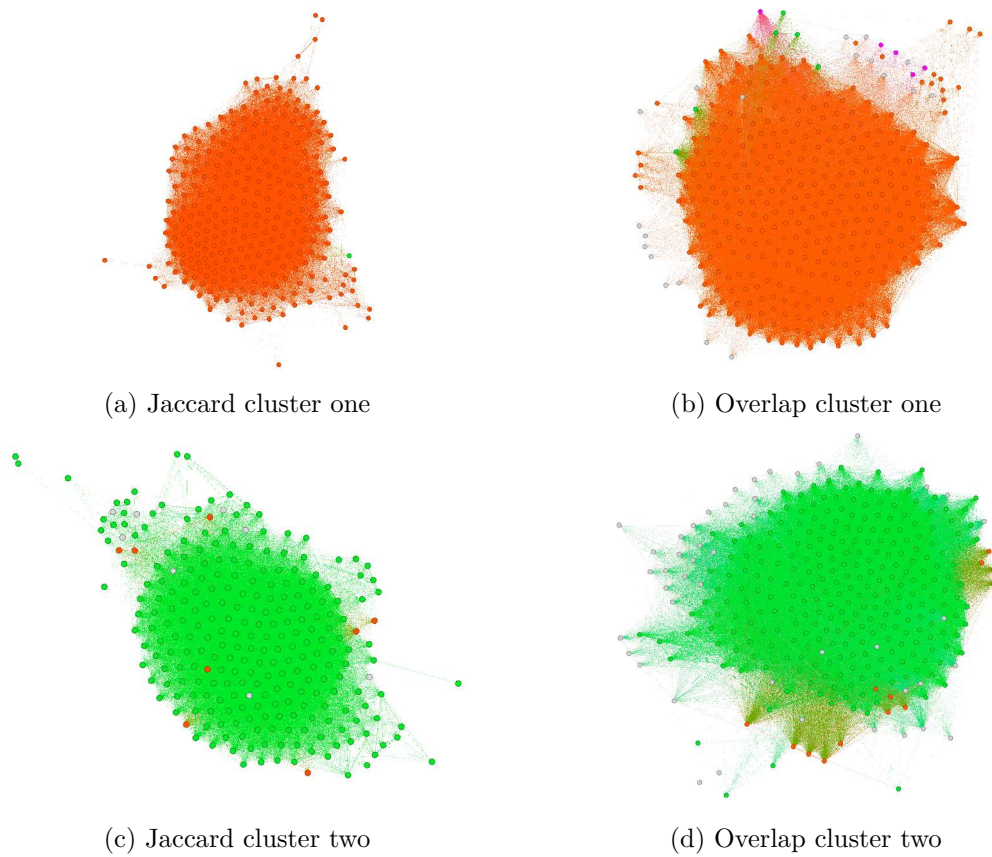 (a) Jaccard cluster one
(b) Overlap cluster one
(c) Jaccard cluster two
(d) Overlap cluster two